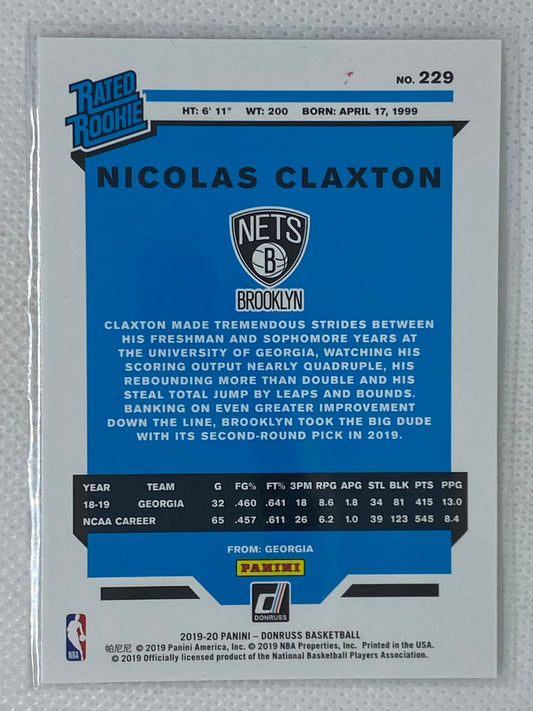 RATED
ROOKIE
NO. 229
HT: 6' 11" WT: 200 BORN: APRIL 17, 1999
NICOLAS CLAXTON
NETS
B
BROOKLYN
CLAXTON MADE TREMENDOUS STRIDES BETWEEN
HIS FRESHMAN AND SOPHOMORE YEARS AT
THE UNIVERSITY OF GEORGIA, WATCHING HIS
SCORING OUTPUT NEARLY QUADRUPLE, HIS
REBOUNDING MORE THAN DOUBLE AND HIS
STEAL TOTAL JUMP BY LEAPS AND BOUNDS.
BANKING ON EVEN GREATER IMPROVEMENT
DOWN THE LINE, BROOKLYN TOOK THE BIG DUDE
WITH ITS SECOND-ROUND PICK IN 2019.
YEAR TEAM G FG% FT% 3PM RPG APG STL BLK PTS PPG
18-19 GEORGIA 32 .460 .641 18 8.6 1.8 34 81 415 13.0
NCAA CAREER 65 .457 .611 26 6.2 1.0 39 123 545 8.4
FROM: GEORGIA
PANINI
d
DONRUSS
NBA
2019-20 PANINI – DONRUSS BASKETBALL
帕尼尼 © 2019 Panini America, Inc. © 2019 NBA Properties, Inc. Printed in the USA.
© 2019 Officially licensed product of the National Basketball Players Association.